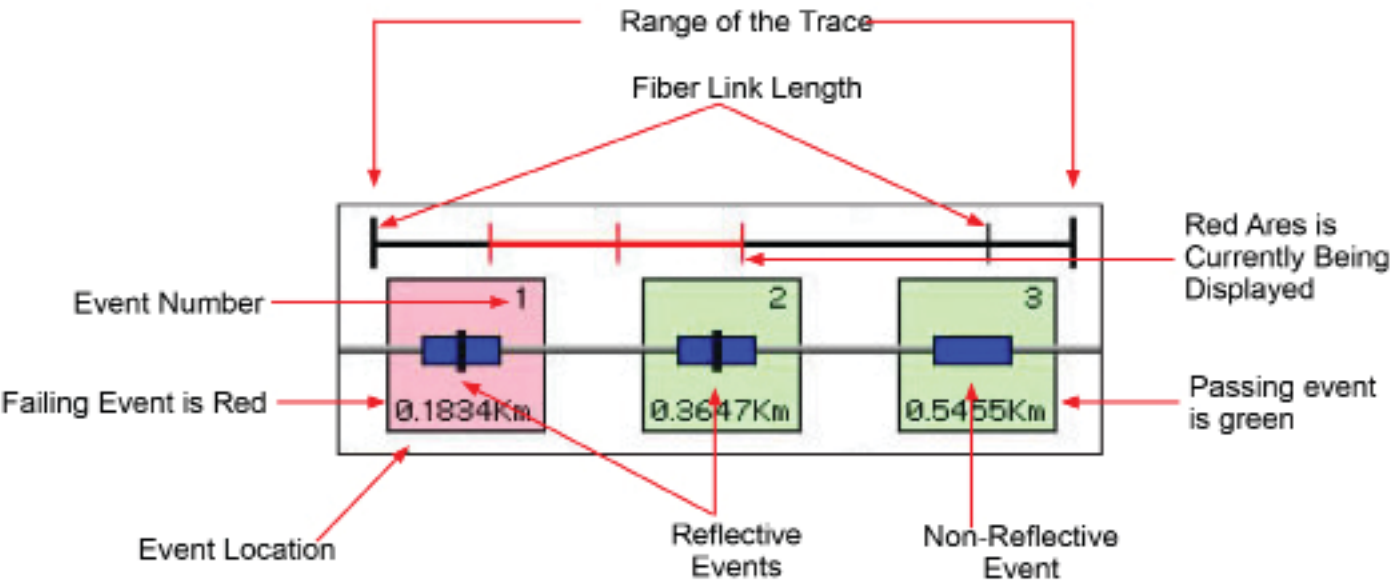 Range of the Trace
Fiber Link Length
Red Ares is
Currently Being
Displayed
Event Number
1
2
3
Failing Event is Red
0.1834Km
0.3647Km
0.5455Km
Passing event
is green
Event Location
Reflective
Events
Non-Reflective
Event